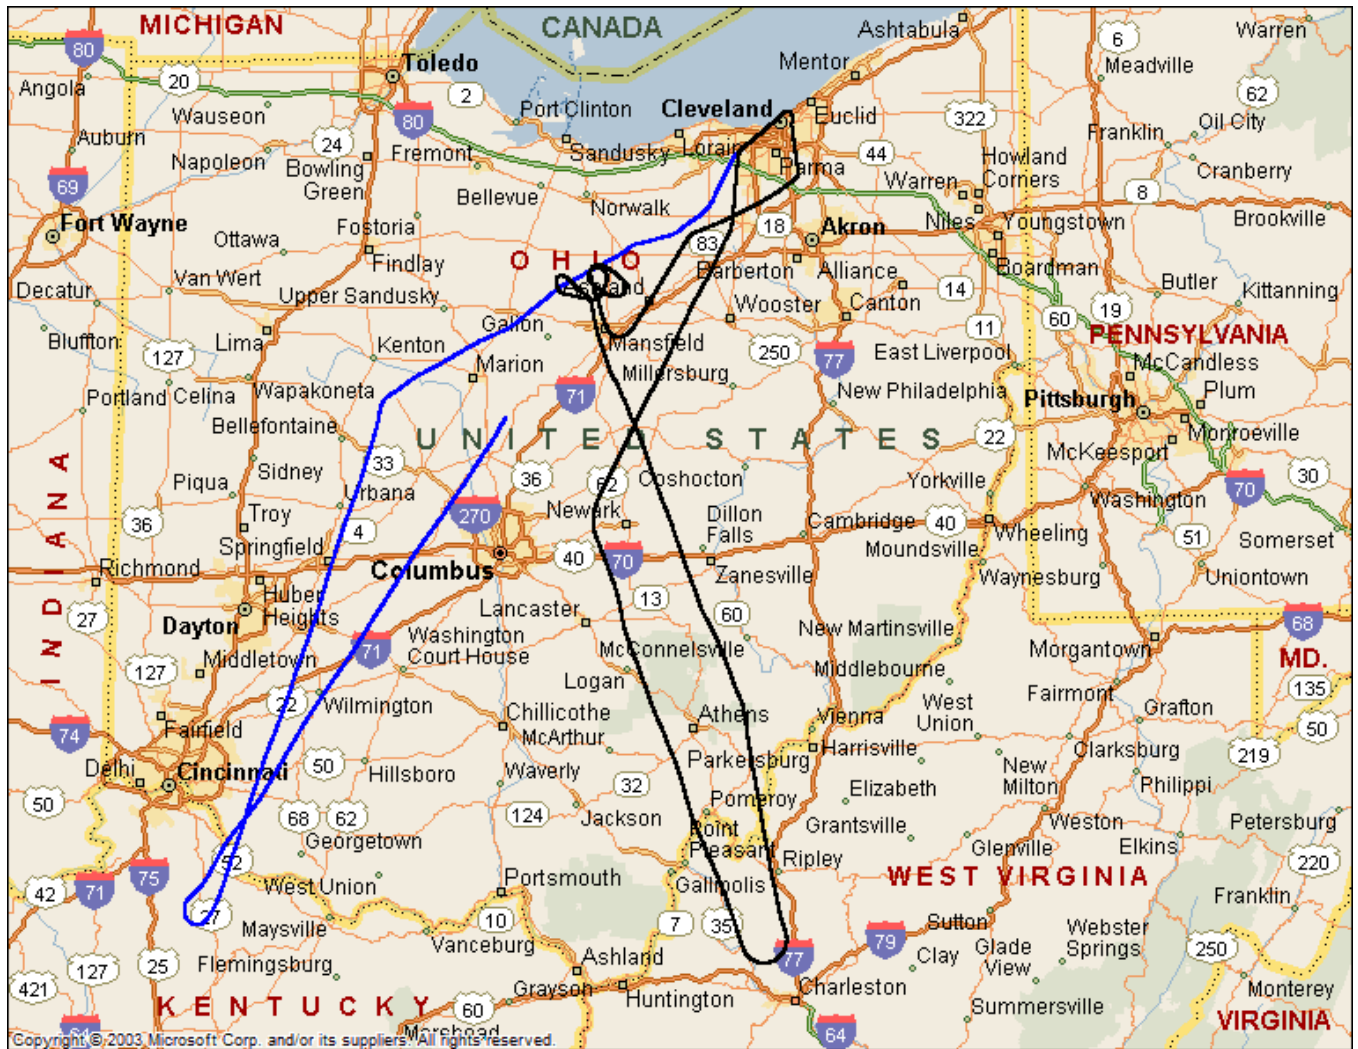 MICHIGAN
CANADA
Ashtabula
Warren
80
6
Toledo
Mentor
Meadville
Angola
20
2
Port Clinton
Cleveland
Euclid
62
Wauseon
80
322
Oil City
Franklin
Auburn
24
Sandusky
Lorain
Parma
44
Howland
Corners
Napoleon
Bowling
Green
Fremont
Cranberry
69
Bellevue
Warren
8
Norwalk
Fort Wayne
Fostoria
18
Akron
Niles
Youngstown
Brookville
Ottawa
83
Findlay
OHIO
Barberton
Alliance
Boardman
Van Wert
Butler
Decatur
Upper Sandusky
Ashland
14
Kittanning
Wooster
Canton
19
60
Galion
11
Bluffton
Lima
Mansfield
PENNSYLVANIA
127
Kenton
250
77
East Liverpool
McCandless
Marion
Millersburg
Wapakoneta
71
New Philadelphia
Plum
Portland
Celina
Pittsburgh
Bellefontaine
Monroeville
UNITED STATES
22
McKeesport
33
Sidney
36
62
Coshocton
30
Piqua
Yorkville
70
Urbana
Washington
INDIANA
36
Troy
270
Newark
Dillon
Falls
Cambridge
40
Wheeling
4
51
Somerset
Springfield
Moundsville
40
70
Richmond
Columbus
Zanesville
Waynesburg
Uniontown
Huber
Heights
13
27
Lancaster
60
68
Dayton
71
Washington
Court House
New Martinsville
Morgantown
McConnelsville
MD.
127
Middletown
Middlebourne
Logan
135
22
Wilmington
West
Union
Fairmont
Grafton
Chillicothe
Athens
Vienna
50
74
Fairfield
McArthur
Harrisville
Clarksburg
219
Delhi
Cincinnati
50
Hillsboro
Waverly
Parkersburg
New
Milton
Philippi
32
Elizabeth
50
Pomeroy
68
62
124
Jackson
Point
Pleasant
Grantsville
Weston
Petersburg
Georgetown
Glenville
Elkins
52
Ripley
220
42
71
75
West Union
Portsmouth
Gallipolis
WEST VIRGINIA
Franklin
27
Maysville
10
7
35
Sutton
Webster
Springs
79
Vanceburg
Glade
View
250
127
25
Flemingsburg
Ashland
77
Clay
421
Grayson
Huntington
Charleston
Monterey
KENTUCKY
60
Summersville
64
Morehead
64
VIRGINIA
Copyright © 2003 Microsoft Corp. and/or its suppliers. All rights reserved.